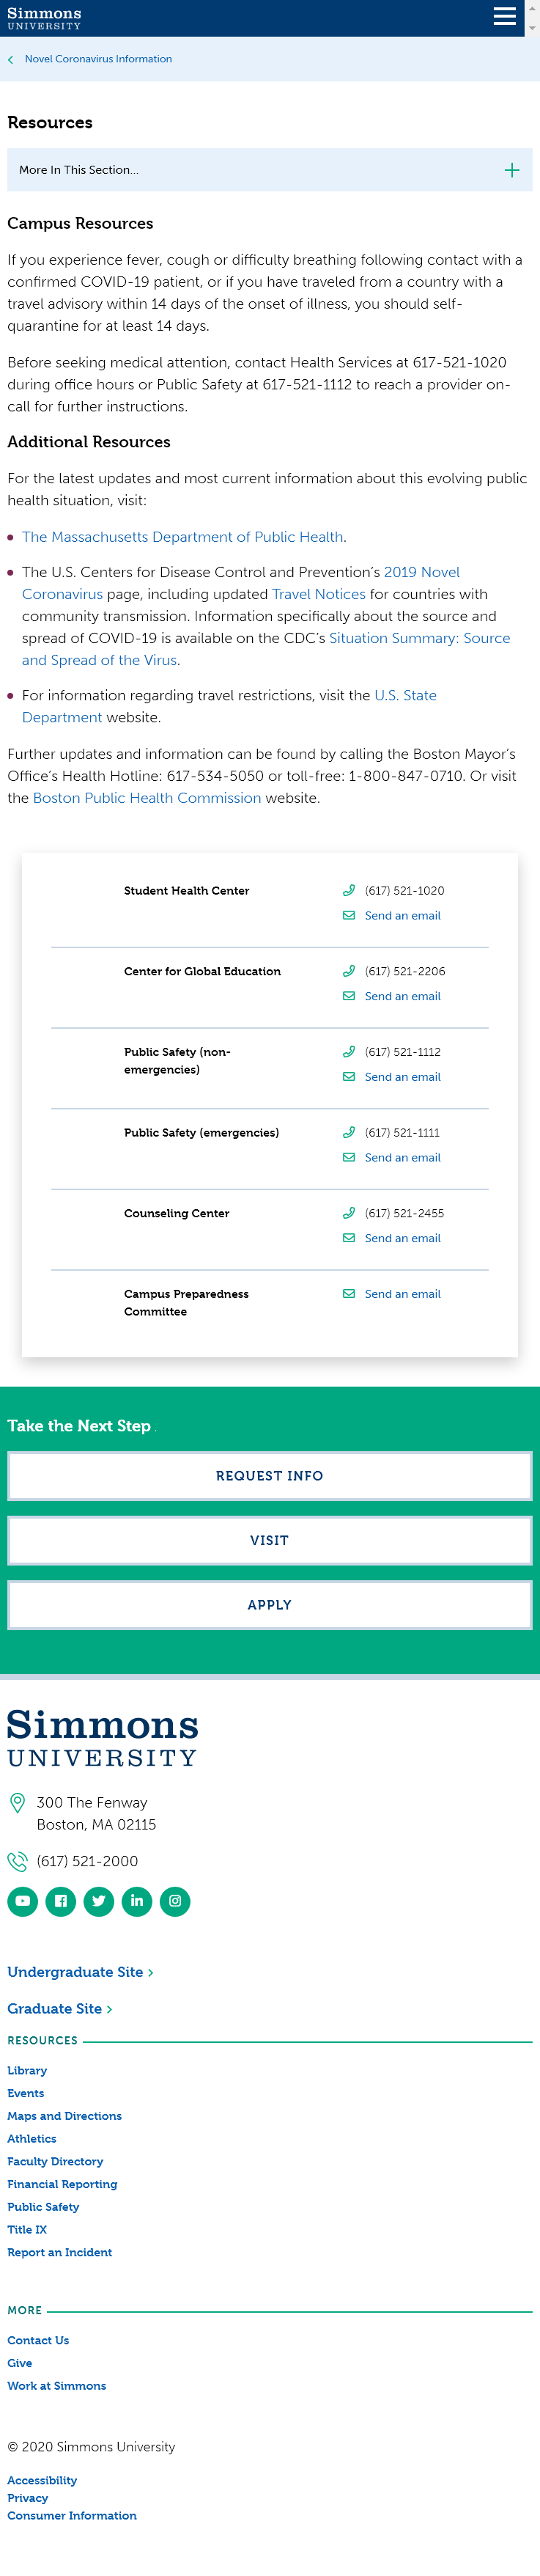 Simmons
UNIVERSITY
Novel Coronavirus Information
Resources
More In This Section...
Campus Resources
If you experience fever, cough or difficulty breathing following contact with a
confirmed COVID-19 patient, or if you have traveled from a country with a
travel advisory within 14 days of the onset of illness, you should self-
quarantine for at least 14 days.
Before seeking medical attention, contact Health Services at 617-521-1020
during office hours or Public Safety at 617-521-1112 to reach a provider on-
call for further instructions.
Additional Resources
For the latest updates and most current information about this evolving public
health situation, visit:
The Massachusetts Department of Public Health.
The U.S. Centers for Disease Control and Prevention's 2019 Novel
Coronavirus page, including updated Travel Notices for countries with
community transmission. Information specifically about the source and
spread of COVID-19 is available on the CDC's Situation Summary: Source
and Spread of the Virus.
For information regarding travel restrictions, visit the U.S. State
Department website.
Further updates and information can be found by calling the Boston Mayor's
Office's Health Hotline: 617-534-5050 or toll-free: 1-800-847-0710. Or visit
the Boston Public Health Commission website.
Student Health Center (617) 521-1020
Send an email
Center for Global Education (617) 521-2206
Send an email
Public Safety (non- (617) 521-1112
emergencies) Send an email
Public Safety (emergencies) (617) 521-1111
Send an email
Counseling Center (617) 521-2455
Send an email
Campus Preparedness Send an email
Committee
Take the Next Step .
REQUEST INFO
VISIT
APPLY
Simmons
UNIVERSITY
300 The Fenway
Boston, MA 02115
(617) 521-2000
Undergraduate Site
Graduate Site
RESOURCES
Library
Events
Maps and Directions
Athletics
Faculty Directory
Financial Reporting
Public Safety
Title IX
Report an Incident
MORE
Contact Us
Give
Work at Simmons
© 2020 Simmons University
Accessibility
Privacy
Consumer Information